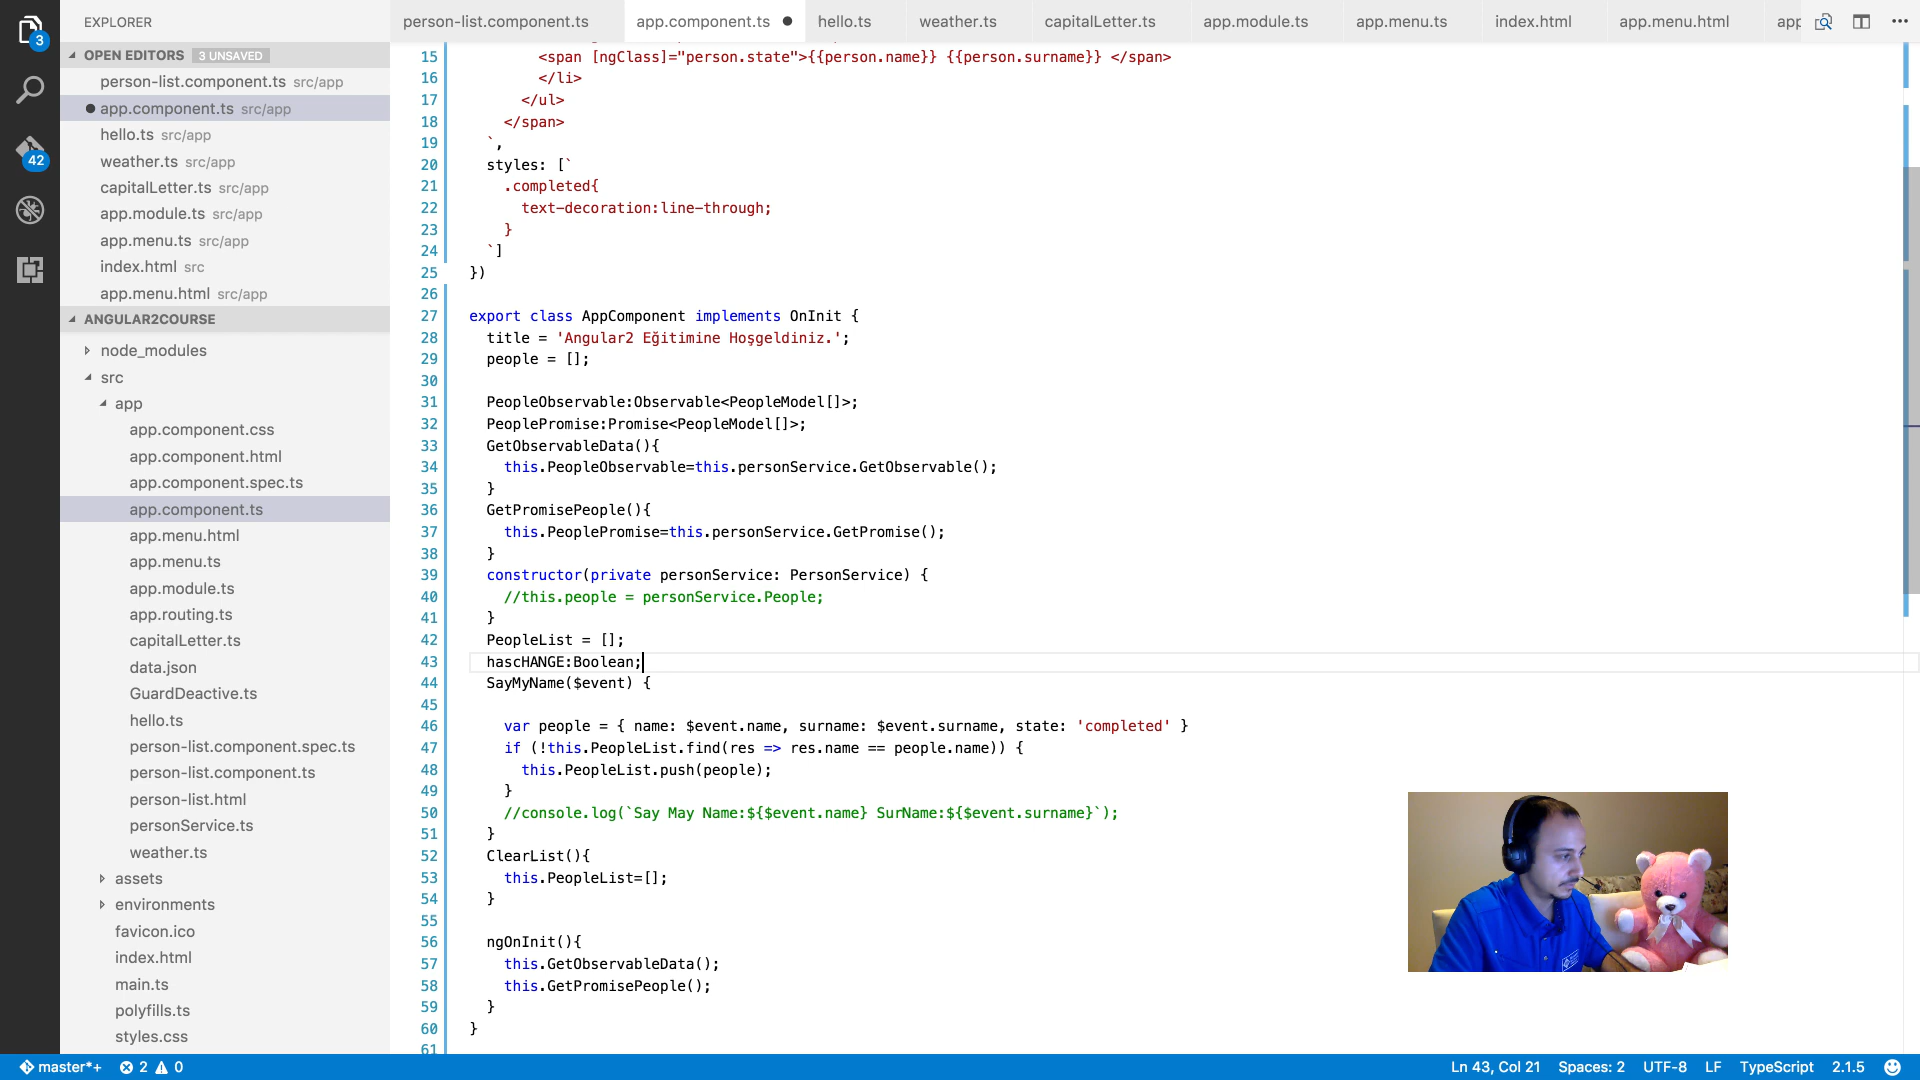 EXPLORER
person-list.component.ts
app.component.ts
hello.ts
weather.ts
capitalLetter.ts
app.module.ts
app.menu.ts
index.html
app.menu.html
app
3
OPEN EDITORS 3 UNSAVED
person-list.component.ts src/app
app.component.ts src/app
hello.ts src/app
weather.ts src/app
42
capitalLetter.ts src/app
app.module.ts src/app
app.menu.ts src/app
index.html src
app.menu.html src/app
ANGULAR2COURSE
node_modules
src
app
app.component.css
app.component.html
app.component.spec.ts
app.component.ts
app.menu.html
app.menu.ts
app.module.ts
app.routing.ts
capitalLetter.ts
data.json
GuardDeactive.ts
hello.ts
person-list.component.spec.ts
person-list.component.ts
person-list.html
personService.ts
weather.ts
assets
environments
favicon.ico
index.html
main.ts
polyfills.ts
styles.css
15 <span [ngClass]="person.state">{{person.name}} {{person.surname}} </span>
16 </li>
17 </ul>
18 </span>
19 `,
20 styles: [`
21 .completed{
22 text-decoration:line-through;
23 }
24 `]
25 })
26
27 export class AppComponent implements OnInit {
28 title = 'Angular2 Eğitimine Hoşgeldiniz.';
29 people = [];
30
31 PeopleObservable:Observable<PeopleModel[]>;
32 PeoplePromise:Promise<PeopleModel[]>;
33 GetObservableData(){
34 this.PeopleObservable=this.personService.GetObservable();
35 }
36 GetPromisePeople(){
37 this.PeoplePromise=this.personService.GetPromise();
38 }
39 constructor(private personService: PersonService) {
40 //this.people = personService.People;
41 }
42 PeopleList = [];
43 hascHANGE:Boolean;
44 SayMyName($event) {
45
46 var people = { name: $event.name, surname: $event.surname, state: 'completed' }
47 if (!this.PeopleList.find(res => res.name == people.name)) {
48 this.PeopleList.push(people);
49 }
50 //console.log(`Say May Name:${$event.name} SurName:${$event.surname}`);
51 }
52 ClearList(){
53 this.PeopleList=[];
54 }
55
56 ngOnInit(){
57 this.GetObservableData();
58 this.GetPromisePeople();
59 }
60 }
61
master*+ 2 0
Ln 43, Col 21 Spaces: 2 UTF-8 LF TypeScript 2.1.5